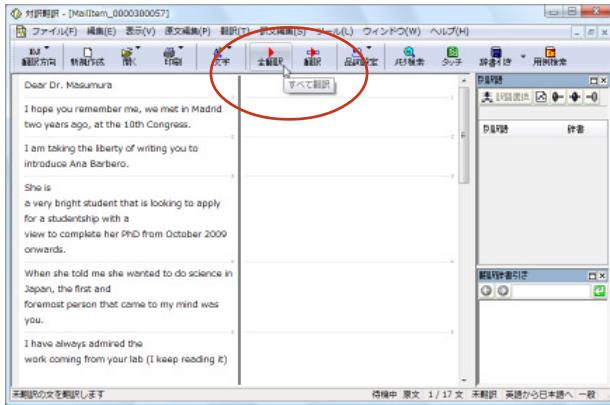 対訳翻訳 - [MailItem_0000300057]
ファイル(F) 編集(E) 表示(V) 原文編集(P) 翻訳(T) 訳文編集(S) ツール(L) ウィンドウ(W) ヘルプ(H)
翻訳方向 新規作成 開く 印刷 文字 全翻訳 翻訳 品詞設定 メモリ検索 タッチ 辞書引き 用例検索
すべて翻訳
Dear Dr. Masumura
I hope you remember me, we met in Madrid
two years ago, at the 10th Congress.
I am taking the liberty of writing you to
introduce Ana Barbero.
She is
a very bright student that is looking to apply
for a studentship with a
view to complete her PhD from October 2009
onwards.
When she told me she wanted to do science in
Japan, the first and
foremost person that came to my mind was
you.
I have always admired the
work coming from your lab (I keep reading it)
訳語 辞書
翻訳辞書引き
未翻訳の文を翻訳します
待機中 原文 1 / 17 文 未翻訳 英語から日本語へ 一般